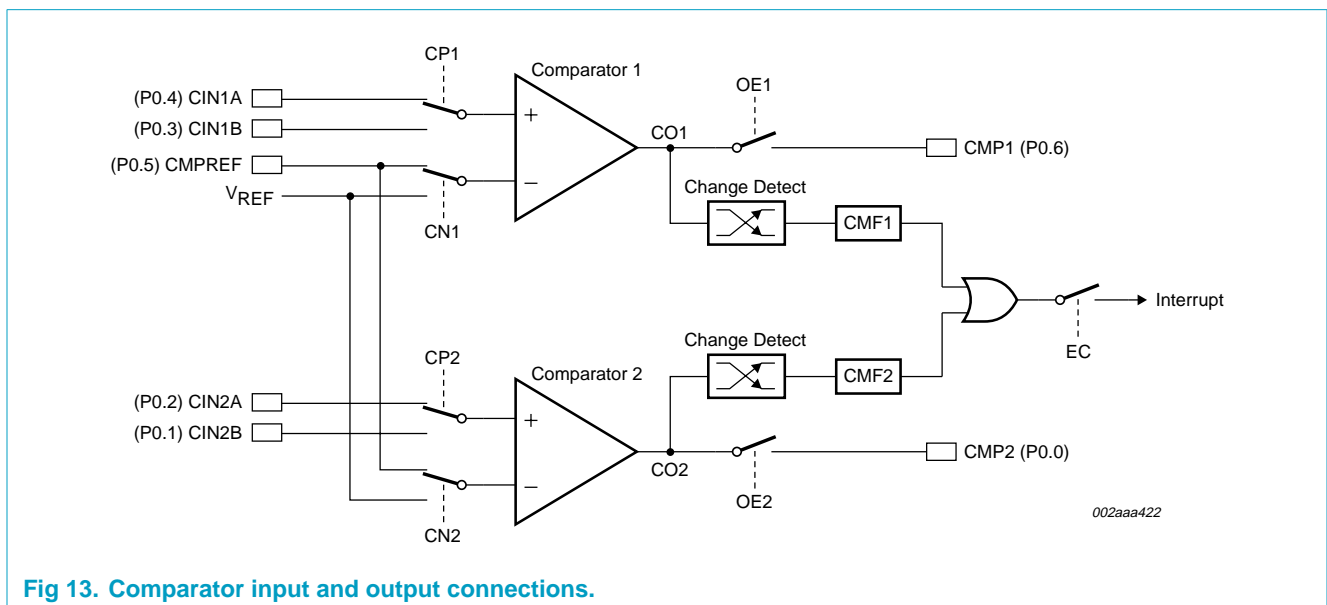 CP1
Comparator 1
OE1
(P0.4) CIN1A
(P0.3) CIN1B
+
CO1
CMP1 (P0.6)
(P0.5) CMPREF
−
VREF
CN1
Change Detect
CMF1
Interrupt
EC
Change Detect
CMF2
CP2
Comparator 2
(P0.2) CIN2A
+
(P0.1) CIN2B
CO2
CMP2 (P0.0)
−
OE2
CN2
002aaa422
Fig 13. Comparator input and output connections.